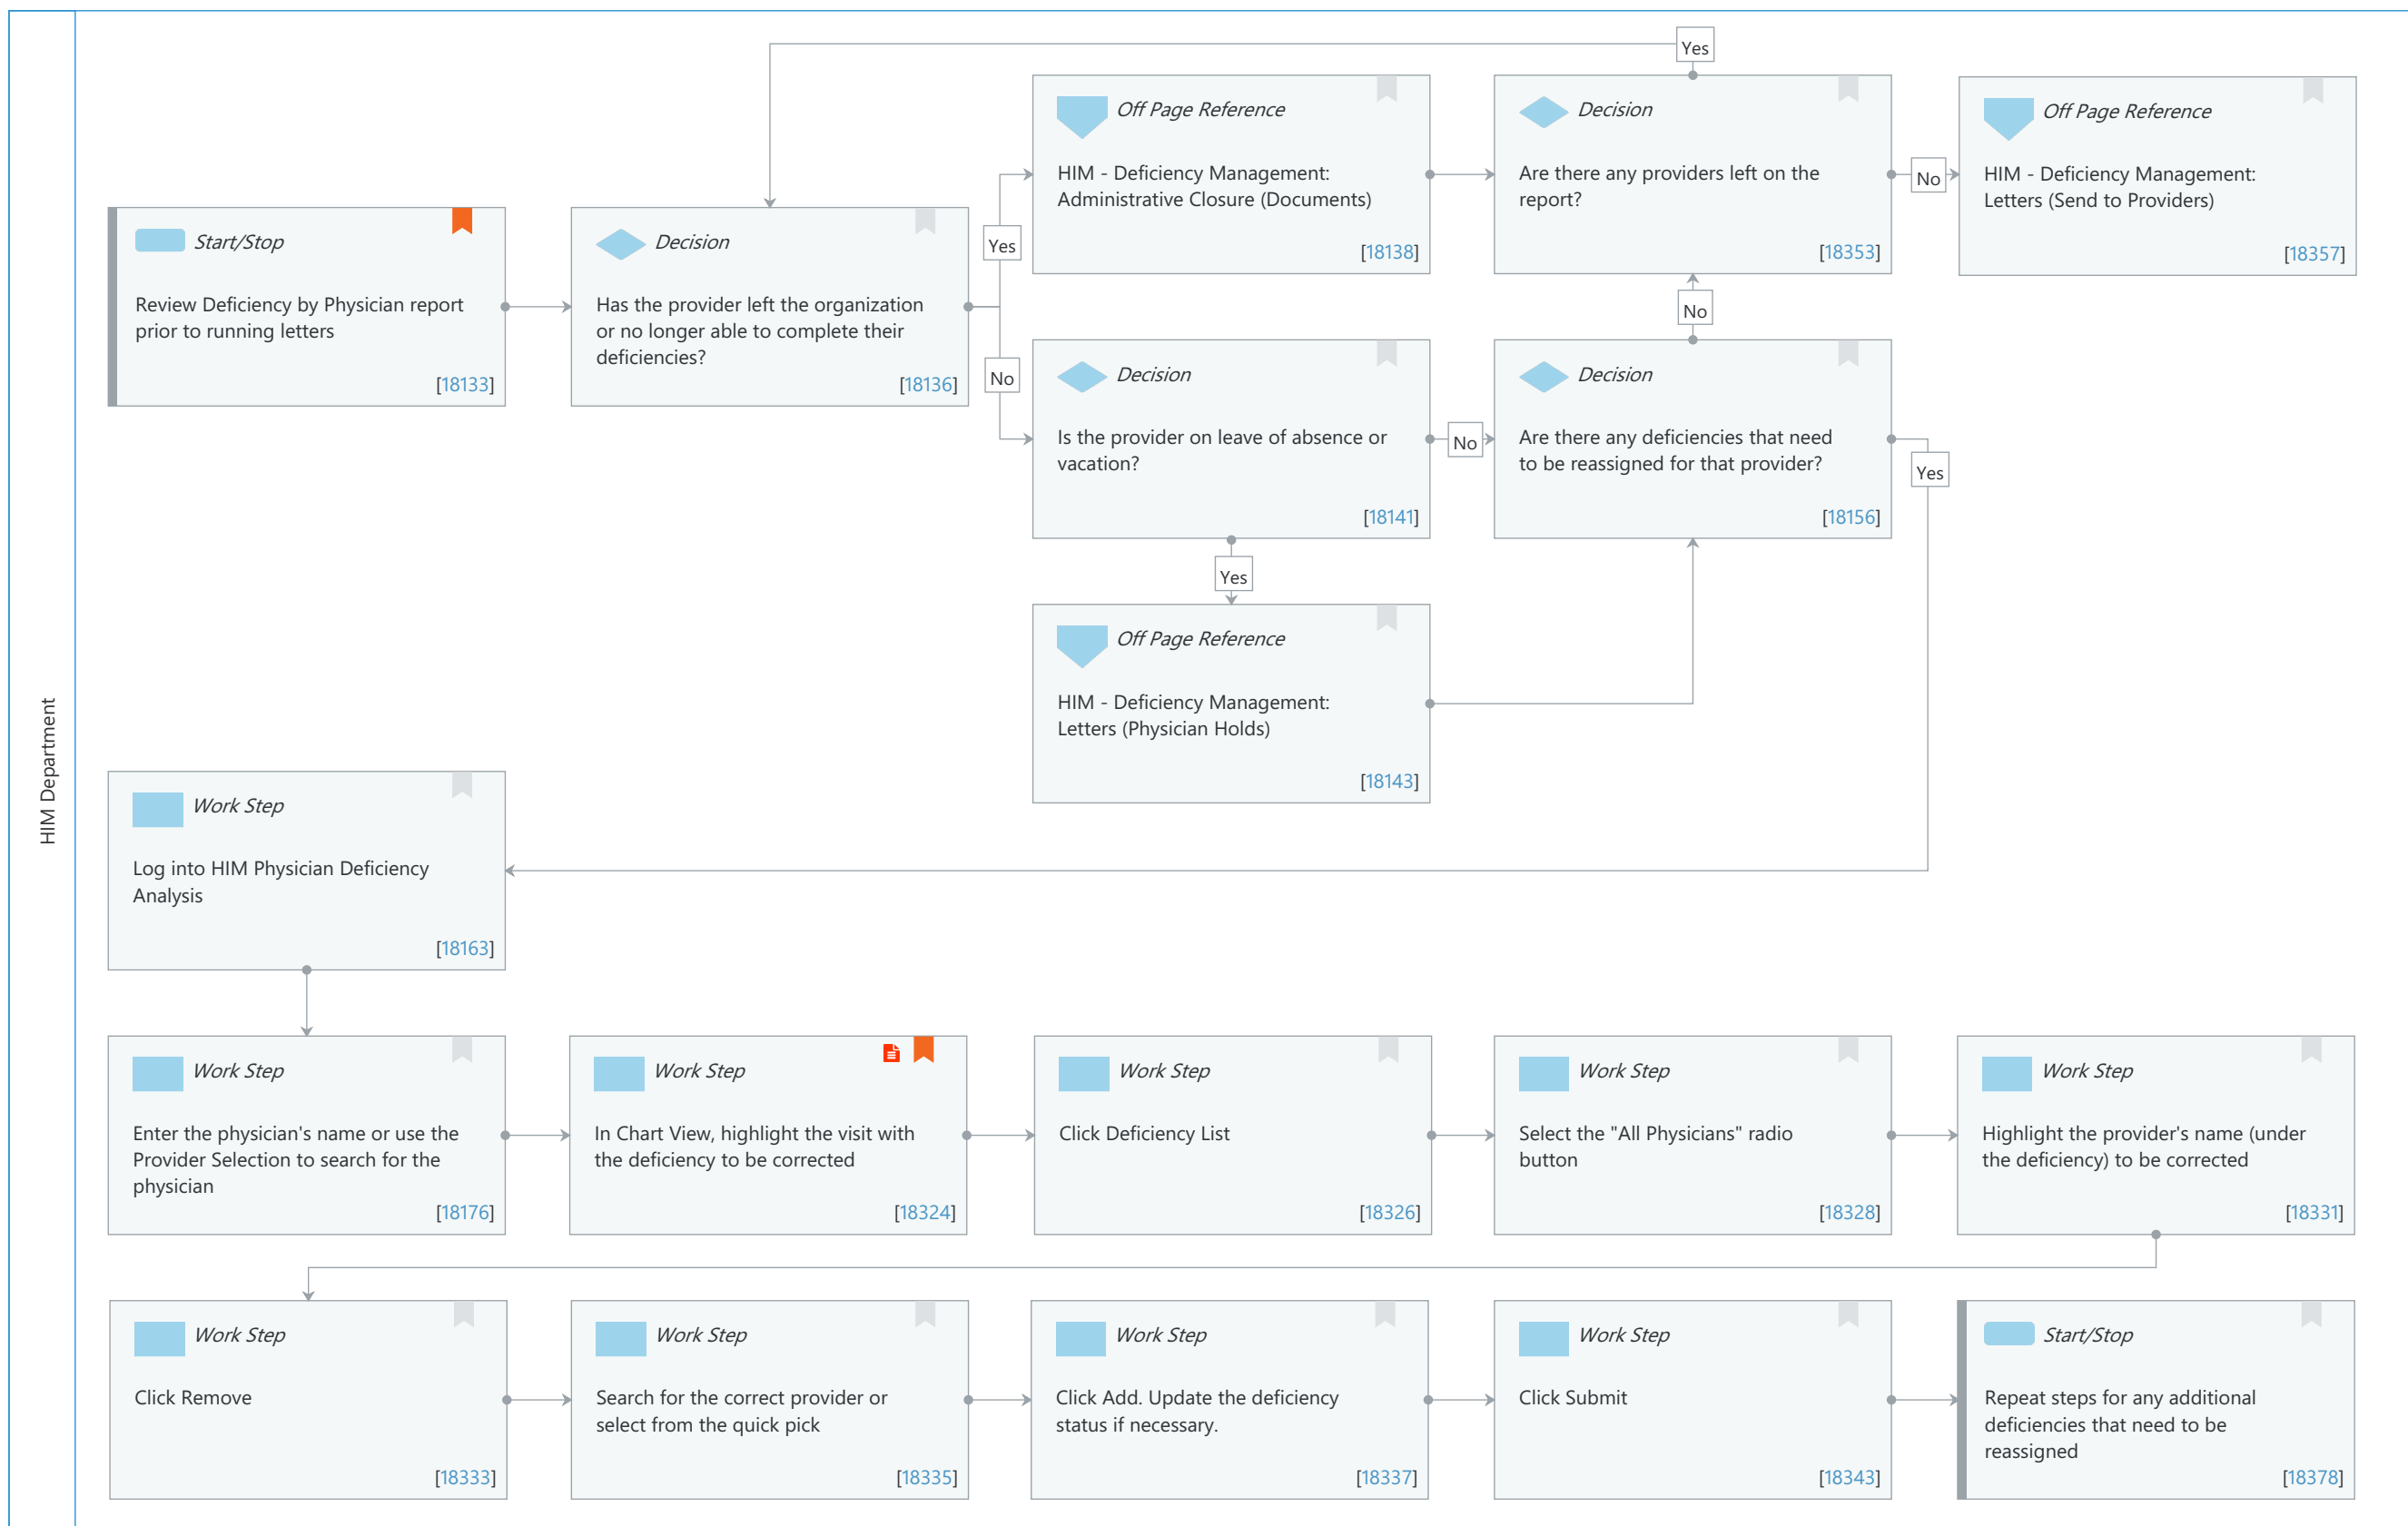 HIM Department
Yes
Start/Stop
Review Deficiency by Physician report
prior to running letters
[18133]
Decision
Has the provider left the organization
or no longer able to complete their
deficiencies?
[18136]
Yes
No
Off Page Reference
HIM - Deficiency Management:
Administrative Closure (Documents)
[18138]
Decision
Are there any providers left on the
report?
[18353]
No
Off Page Reference
HIM - Deficiency Management:
Letters (Send to Providers)
[18357]
No
Decision
Is the provider on leave of absence or
vacation?
[18141]
No
Decision
Are there any deficiencies that need
to be reassigned for that provider?
[18156]
Yes
Yes
Off Page Reference
HIM - Deficiency Management:
Letters (Physician Holds)
[18143]
Work Step
Log into HIM Physician Deficiency
Analysis
[18163]
Work Step
Enter the physician's name or use the
Provider Selection to search for the
physician
[18176]
Work Step
In Chart View, highlight the visit with
the deficiency to be corrected
[18324]
Work Step
Click Deficiency List
[18326]
Work Step
Select the "All Physicians" radio
button
[18328]
Work Step
Highlight the provider's name (under
the deficiency) to be corrected
[18331]
Work Step
Click Remove
[18333]
Work Step
Search for the correct provider or
select from the quick pick
[18335]
Work Step
Click Add. Update the deficiency
status if necessary.
[18337]
Work Step
Click Submit
[18343]
Start/Stop
Repeat steps for any additional
deficiencies that need to be
reassigned
[18378]